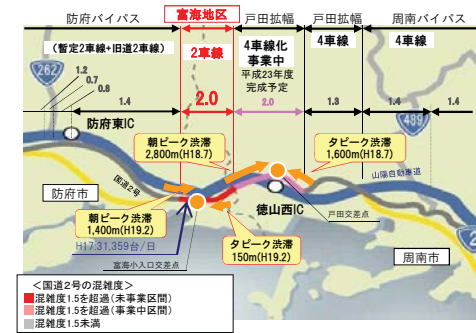 防府バイパス
富海地区
戸田拡幅
戸田拡幅
周南バイパス
(暫定2車線+旧道2車線)
2車線
4車線化
事業中
平成23年度
完成予定
4車線
4車線
262
1.2
0.7
0.8
1.4
2.0
2.0
1.3
1.4
1.4
489
防府東IC
朝ピーク渋滞
2,800m(H18.7)
夕ピーク渋滞
1,600m(H18.7)
山陽自動車道
国道2号
防府市
徳山西IC
戸田交差点
朝ピーク渋滞
1,400m(H19.2)
H17:31,359台/日
夕ピーク渋滞
150m(H19.2)
周南市
2
富海小入口交差点
<国道2号の混雑度>
混雑度1.5を超過(未事業区間)
混雑度1.5を超過(事業中区間)
混雑度1.5未満